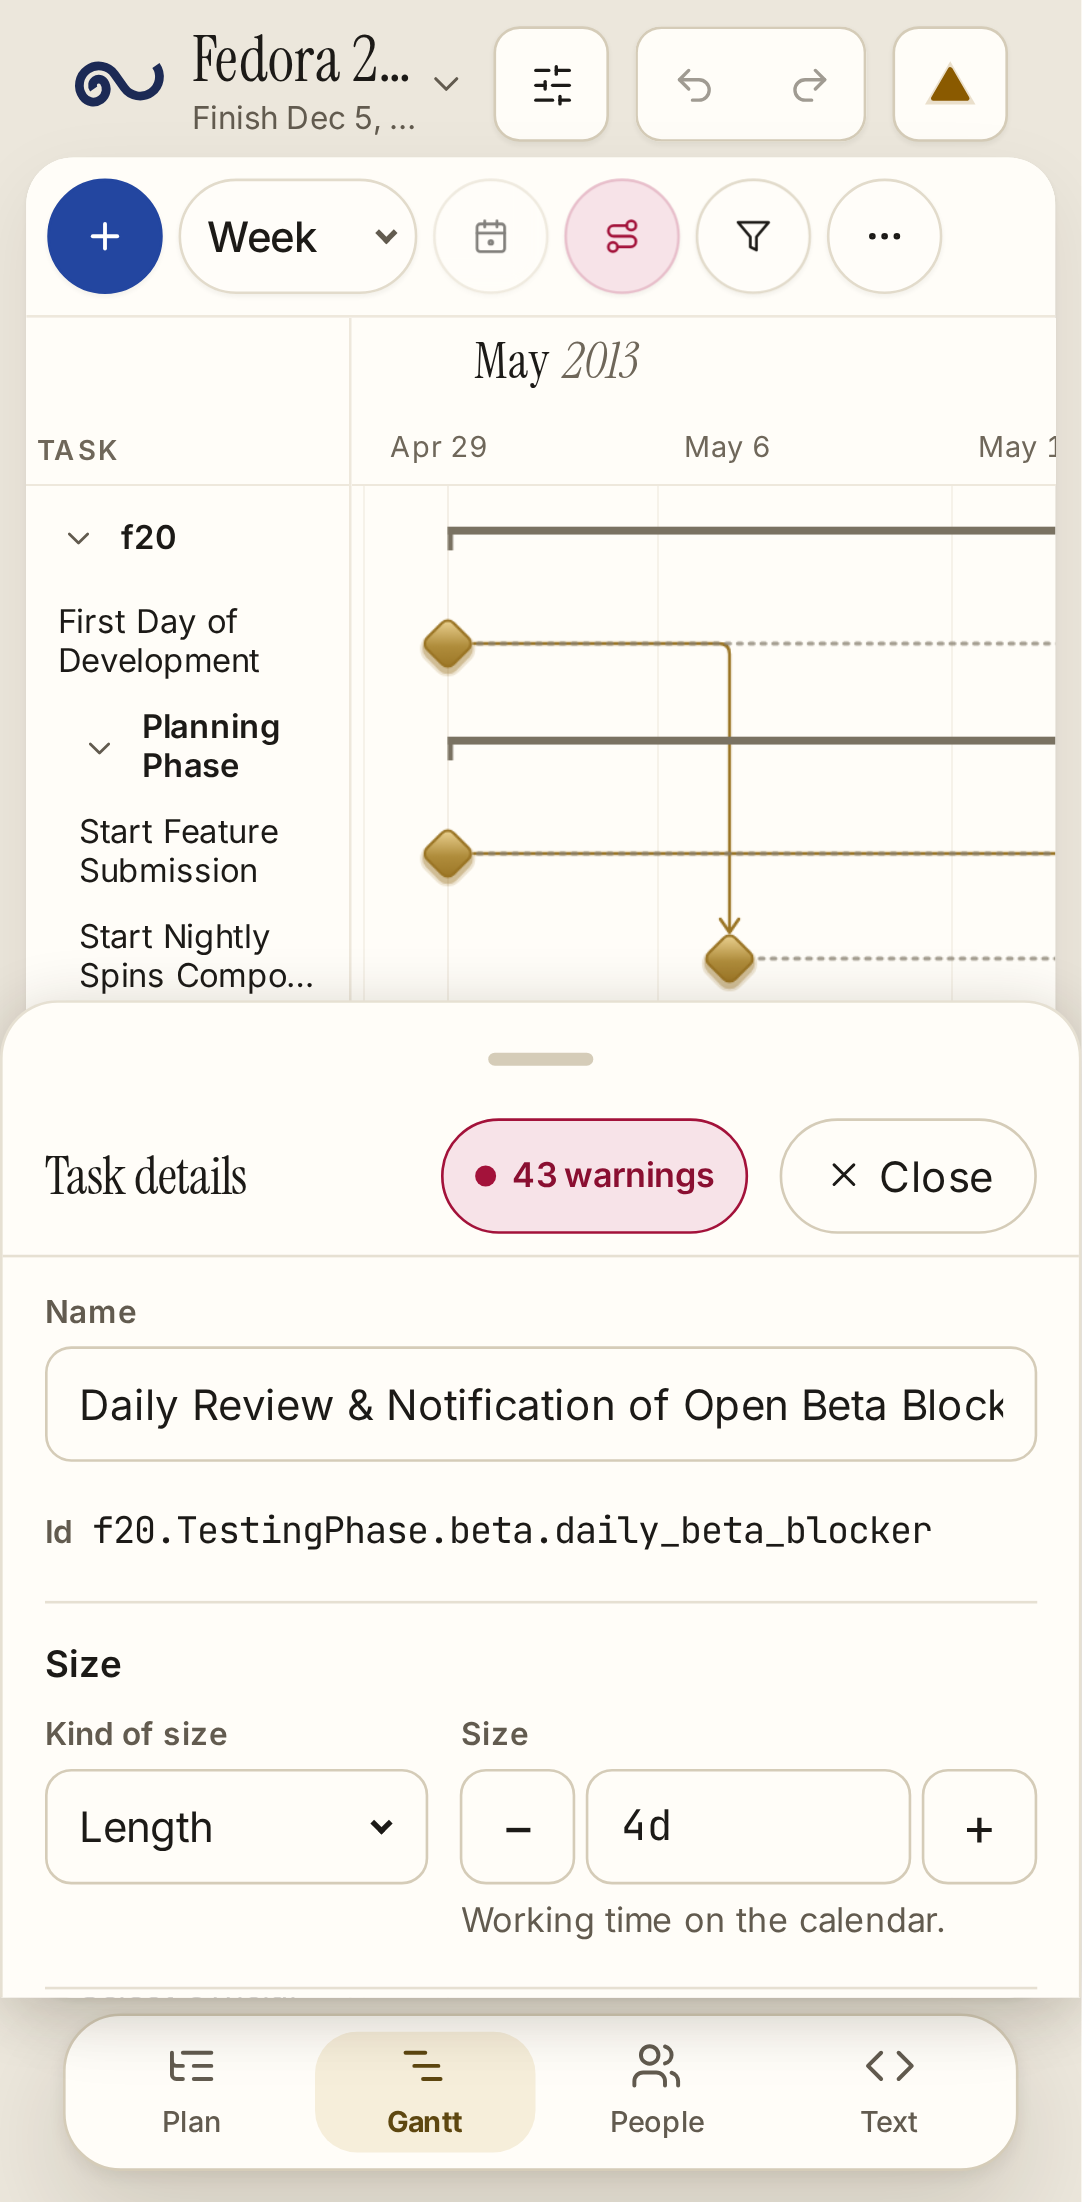 Fedora 2...
Finish Dec 5, ...
Week
May 2013
TASK
Apr 29
May 6
May 1
f20
First Day of
Development
Planning
Phase
Start Feature
Submission
Start Nightly
Spins Compo...
Task details
43 warnings
Close
Name
Daily Review & Notification of Open Beta Block
Id f20.TestingPhase.beta.daily_beta_blocker
Size
Kind of size
Size
Length
4d
Working time on the calendar.
Plan
Gantt
People
Text